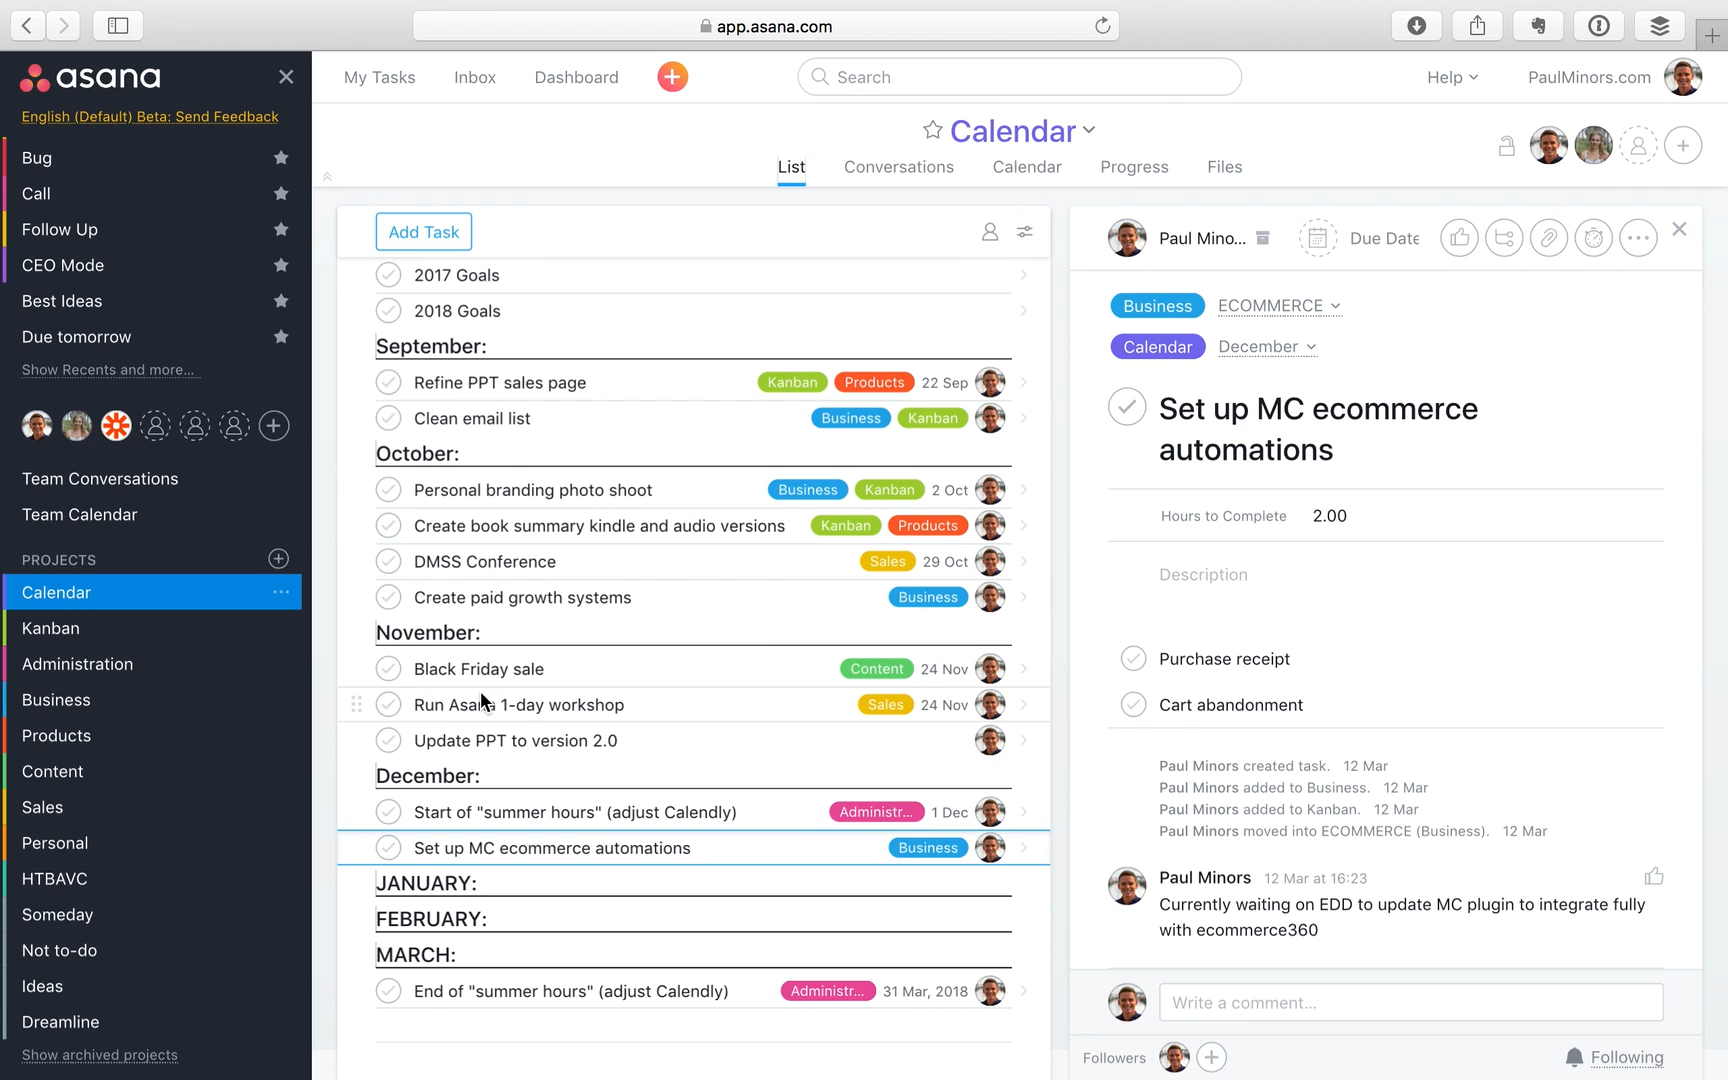 app.asana.com
asana
English (Default) Beta: Send Feedback
Bug
Call
Follow Up
CEO Mode
Best Ideas
Due tomorrow
Show Recents and more...
Team Conversations
Team Calendar
PROJECTS
Calendar
Kanban
Administration
Business
Products
Content
Sales
Personal
HTBAVC
Someday
Not to-do
Ideas
Dreamline
Show archived projects
My Tasks Inbox Dashboard Search Help PaulMinors.com
Calendar
List Conversations Calendar Progress Files
Add Task
2017 Goals
2018 Goals
September:
Refine PPT sales page Kanban Products 22 Sep
Clean email list Business Kanban
October:
Personal branding photo shoot Business Kanban 2 Oct
Create book summary kindle and audio versions Kanban Products
DMSS Conference Sales 29 Oct
Create paid growth systems Business
November:
Black Friday sale Content 24 Nov
Run Asana 1-day workshop Sales 24 Nov
Update PPT to version 2.0
December:
Start of "summer hours" (adjust Calendly) Administr... 1 Dec
Set up MC ecommerce automations Business
JANUARY:
FEBRUARY:
MARCH:
End of "summer hours" (adjust Calendly) Administr... 31 Mar, 2018
Paul Mino... Due Date
Business ECOMMERCE
Calendar December
Set up MC ecommerce
automations
Hours to Complete 2.00
Description
Purchase receipt
Cart abandonment
Paul Minors created task. 12 Mar
Paul Minors added to Business. 12 Mar
Paul Minors added to Kanban. 12 Mar
Paul Minors moved into ECOMMERCE (Business). 12 Mar
Paul Minors 12 Mar at 16:23
Currently waiting on EDD to update MC plugin to integrate fully
with ecommerce360
Write a comment...
Followers Following